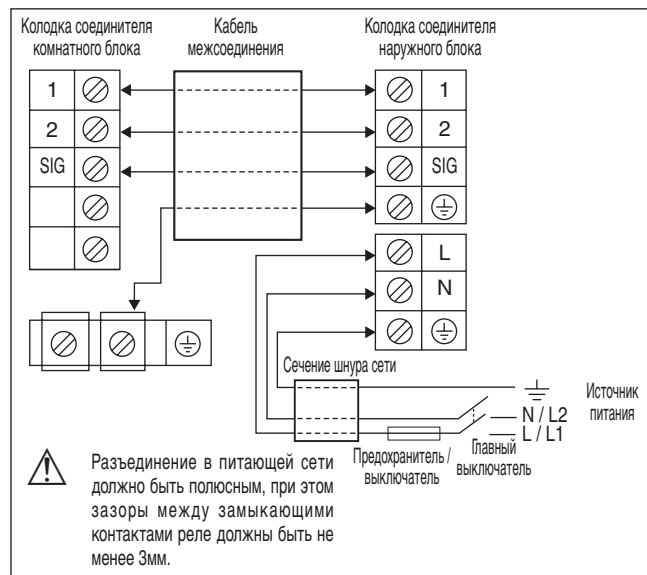 Колодка соединителя
комнатного блока
Кабель
межсоединения
Колодка соединителя
наружного блока
1
2
SIG
1
2
SIG
L
N
Сечение шнура сети
N / L2
L / L1
Источник
питания
Предохранитель /
выключатель
Главный
выключатель
Разъединение в питающей сети
должно быть полюсным, при этом
зазоры между замыкающими
контактами реле должны быть не
менее 3мм.